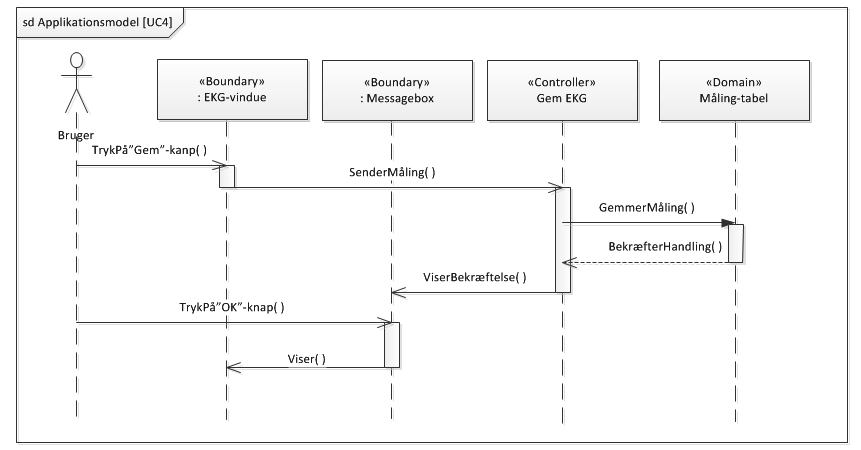 sd Applikationsmodel [UC4]
«Boundary»
: EKG-vindue
«Boundary»
: Messagebox
«Controller»
Gem EKG
«Domain»
Måling-tabel
Bruger
TrykPå"Gem"-kanp( )
SenderMåling( )
GemmerMåling( )
BekræfterHandling( )
ViserBekræftelse( )
TrykPå"OK"-knap( )
Viser( )